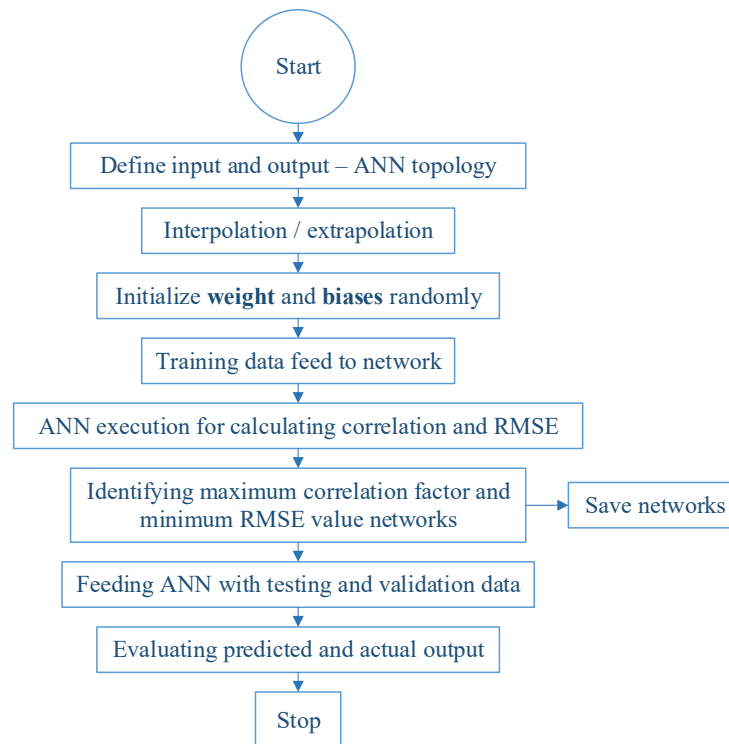 Start
Define input and output – ANN topology
Interpolation / extrapolation
Initialize weight and biases randomly
Training data feed to network
ANN execution for calculating correlation and RMSE
Identifying maximum correlation factor and
minimum RMSE value networks
Save networks
Feeding ANN with testing and validation data
Evaluating predicted and actual output
Stop